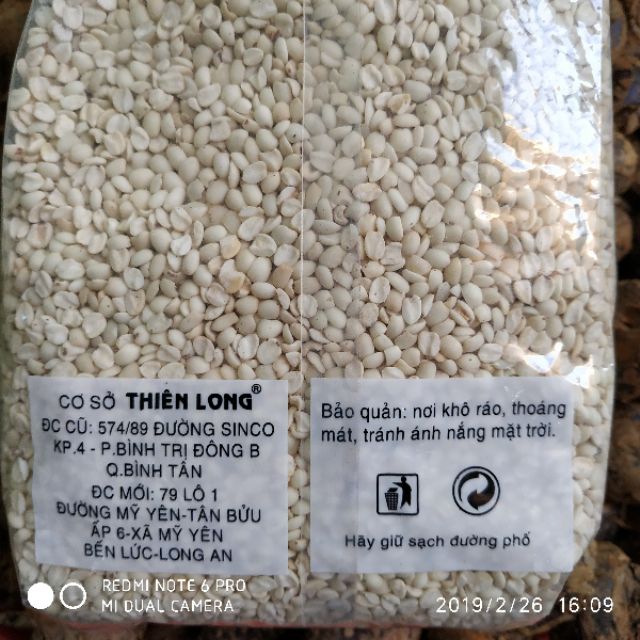 CƠ SỞ THIÊN LONG®
ĐC CŨ: 574/89 ĐƯỜNG SINCO
KP.4 - P.BÌNH TRỊ ĐÔNG B
Q.BÌNH TÂN
ĐC MỚI: 79 LÔ 1
ĐƯỜNG MỸ YÊN-TÂN BỬU
ẤP 6-XÃ MỸ YÊN
BẾN LỨC-LONG AN
Bảo quản: nơi khô ráo, thoáng
mát, tránh ánh nắng mặt trời.
Hãy giữ sạch đường phố
REDMI NOTE 6 PRO
MI DUAL CAMERA
2019/2/26 16:09